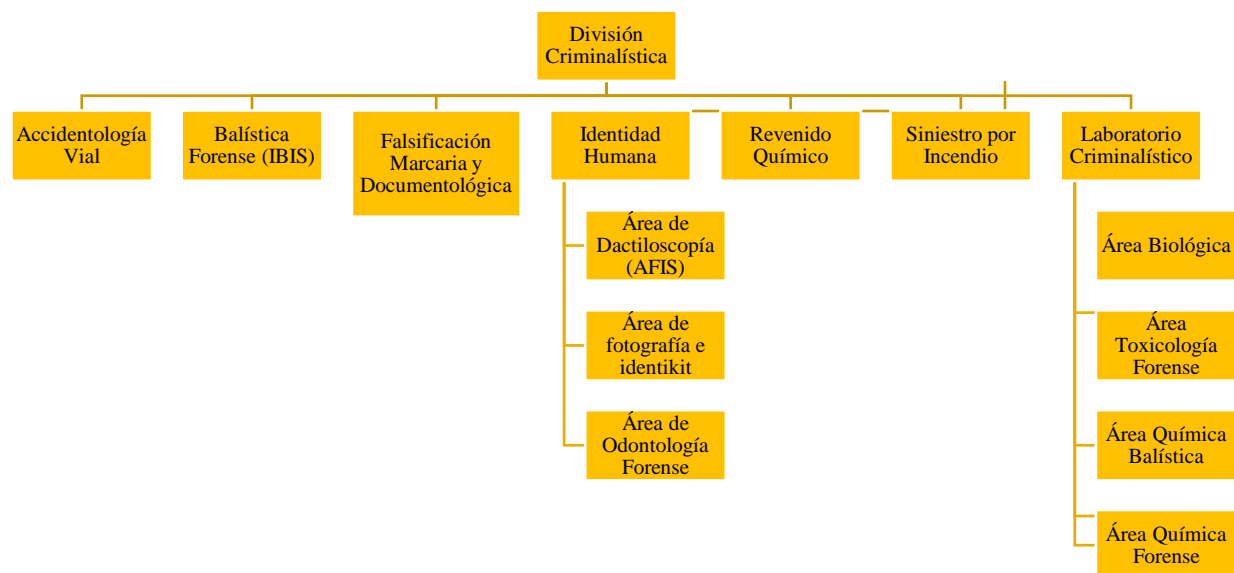 División
Criminalística
Accidentología
Vial
Balística
Forense (IBIS)
Falsificación
Marcaria y
Documentológica
Identidad
Humana
Revenido
Químico
Siniestro por
Incendio
Laboratorio
Criminalístico
Área de
Dactiloscopía
(AFIS)
Área de
fotografía e
identikit
Área de
Odontología
Forense
Área Biológica
Área
Toxicología
Forense
Área Química
Balística
Área Química
Forense